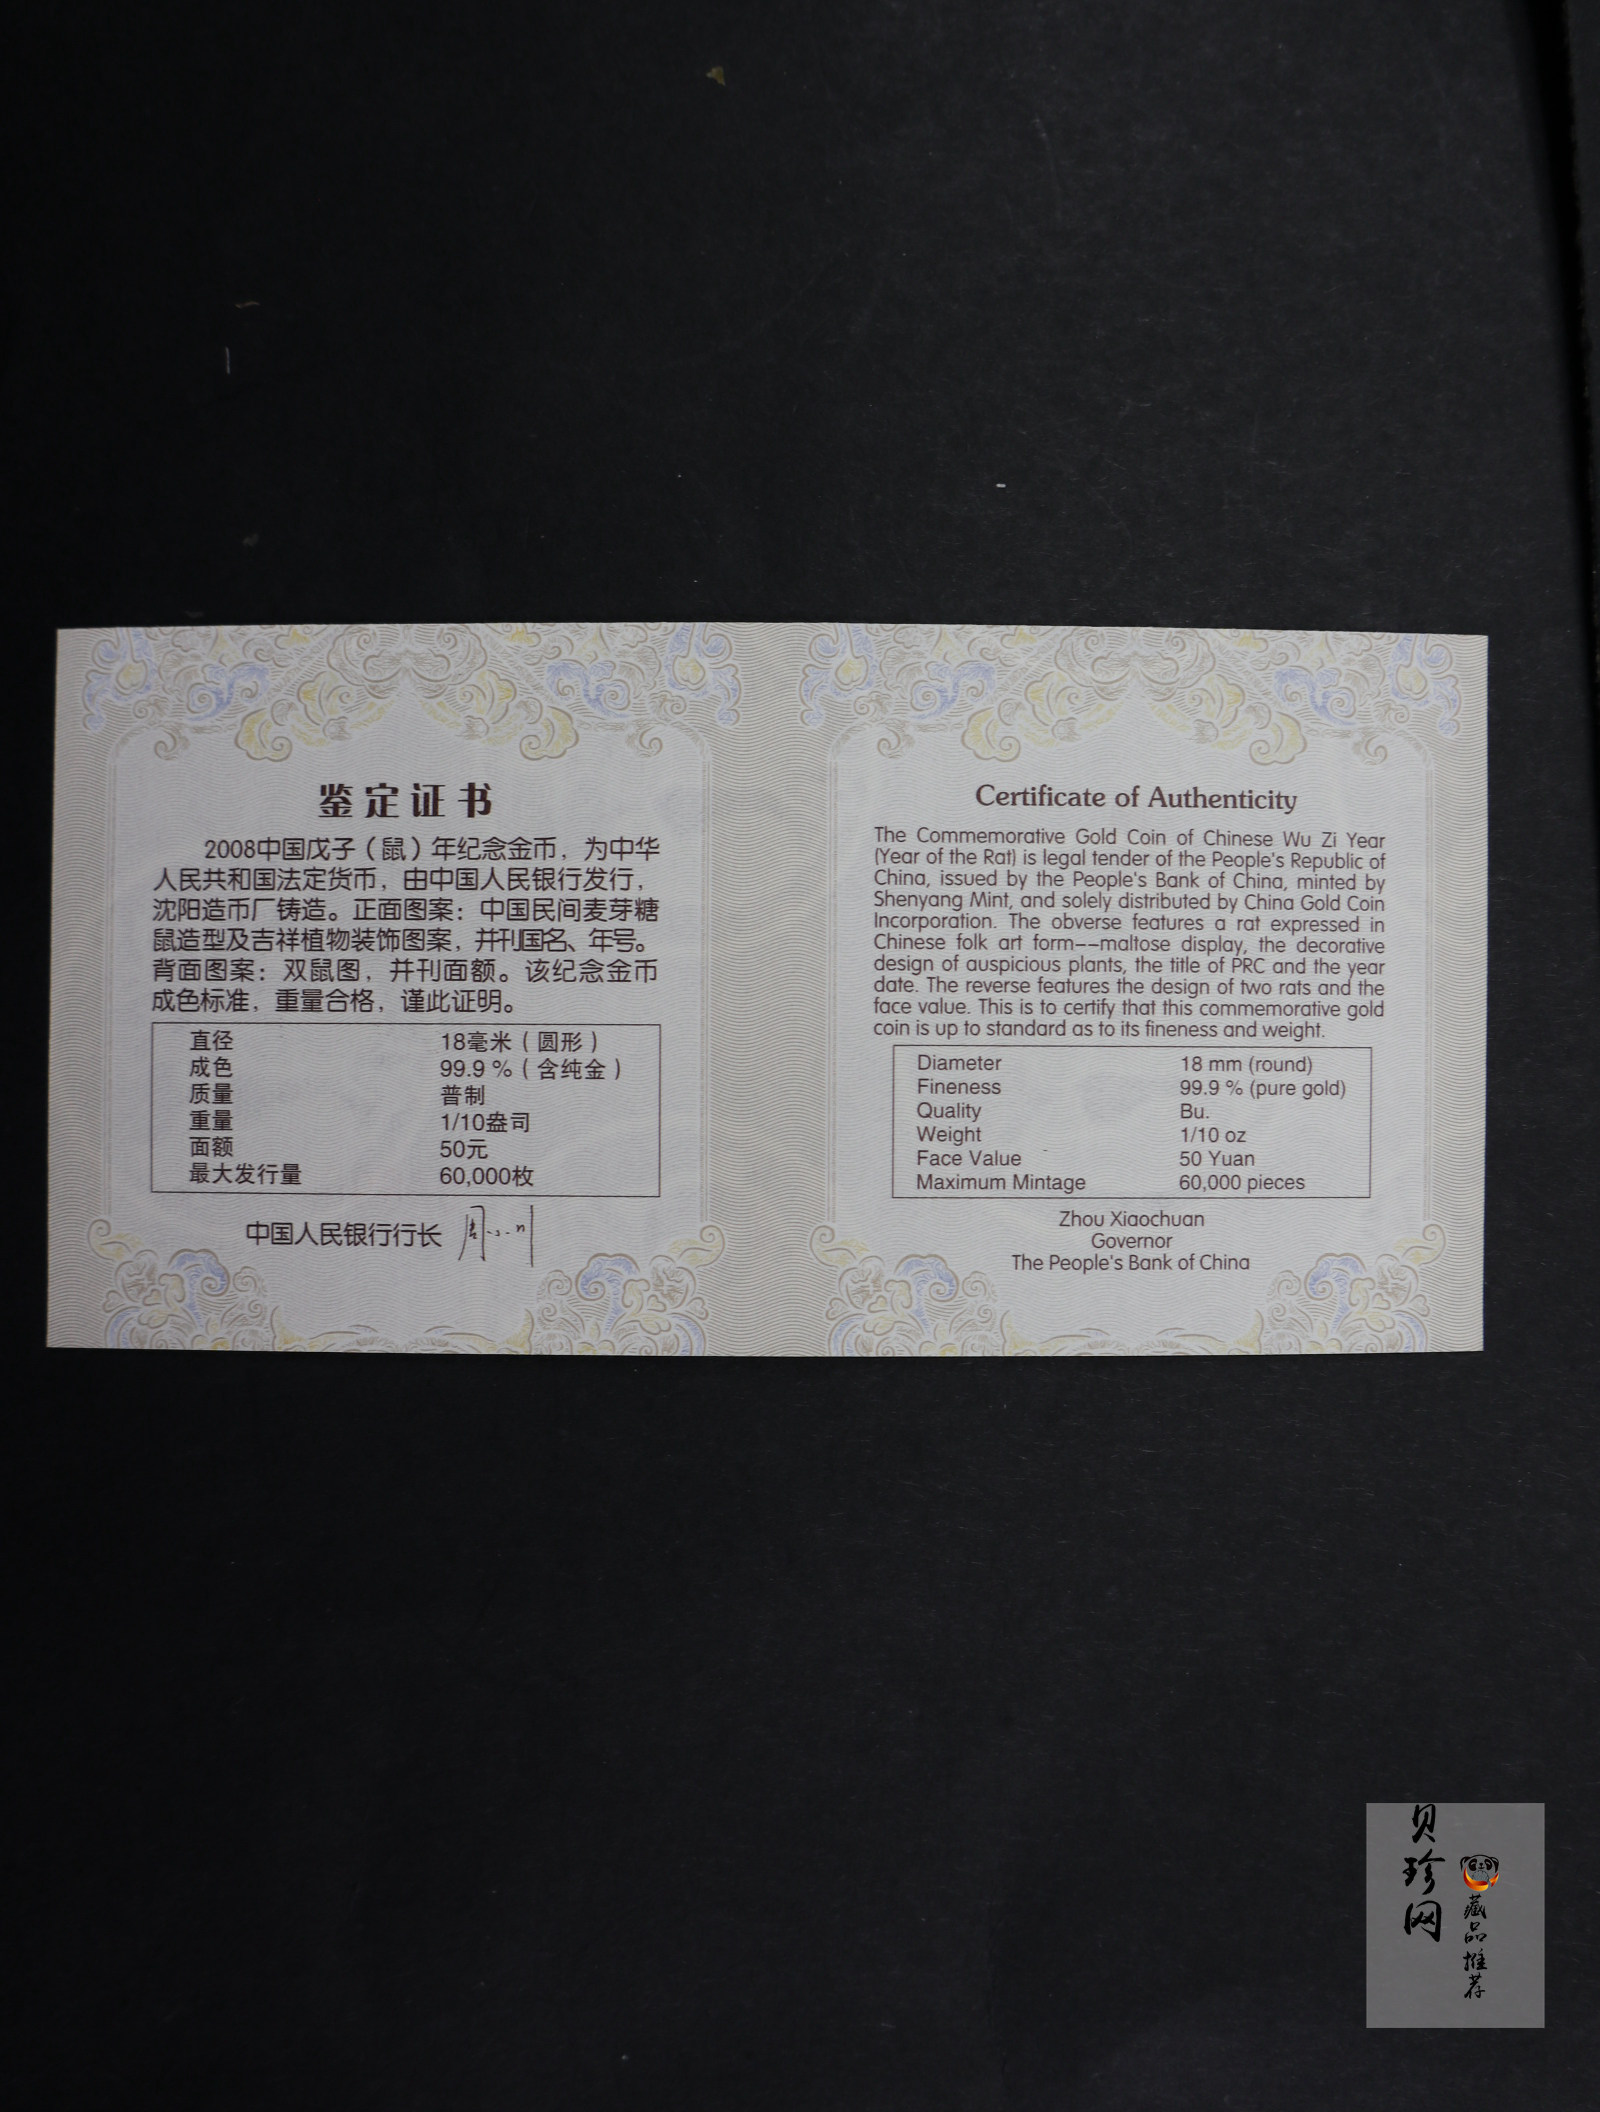 鉴定证书
2008中国戊子（鼠）年纪念金币，为中华
人民共和国法定货币，由中国人民银行发行，
沈阳造币厂铸造。正面图案：中国民间麦芽糖
鼠造型及吉祥植物装饰图案，并刊国名、年号。
背面图案：双鼠图，并刊面额。该纪念金币
成色标准，重量合格，谨此证明。
直径 18毫米（圆形）
成色 99.9 %（含纯金）
质量 普制
重量 1/10盎司
面额 50元
最大发行量 60,000枚
中国人民银行行长
Certificate of Authenticity
The Commemorative Gold Coin of Chinese Wu Zi Year
(Year of the Rat) is legal tender of the People's Republic of
China, issued by the People's Bank of China, minted by
Shenyang Mint, and solely distributed by China Gold Coin
Incorporation. The obverse features a rat expressed in
Chinese folk art form--maltose display, the decorative
design of auspicious plants, the title of PRC and the year
date. The reverse features the design of two rats and the
face value. This is to certify that this commemorative gold
coin is up to standard as to its fineness and weight.
Diameter 18 mm (round)
Fineness 99.9 % (pure gold)
Quality Bu.
Weight 1/10 oz
Face Value 50 Yuan
Maximum Mintage 60,000 pieces
Zhou Xiaochuan
Governor
The People's Bank of China
贝珍网
藏品推荐